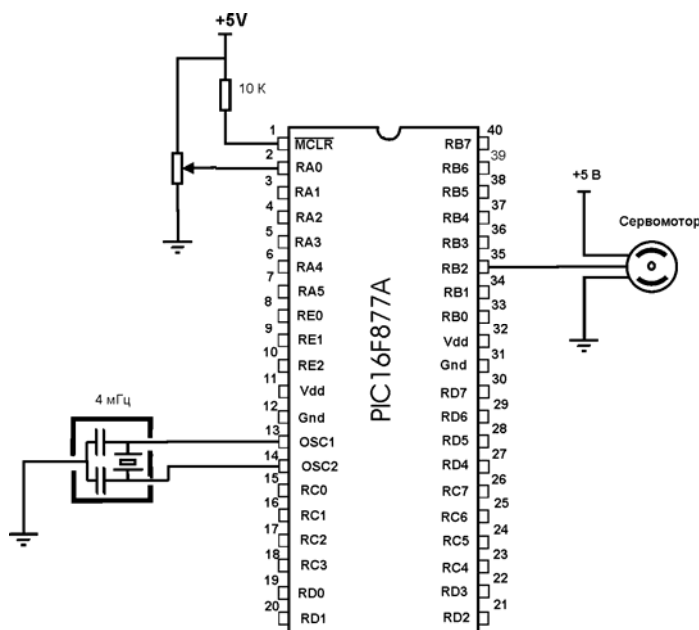 +5V
10 К
1
MCLR
2
RA0
3
RA1
4
RA2
5
RA3
6
RA4
7
RA5
8
RE0
9
RE1
10
RE2
11
Vdd
12
Gnd
13
OSC1
14
OSC2
15
RC0
16
RC1
17
RC2
18
RC3
19
RD0
20
RD1
4 мГц
PIC16F877A
40
RB7
39
RB6
38
RB5
37
RB4
36
RB3
35
RB2
34
RB1
33
RB0
32
Vdd
31
Gnd
30
RD7
29
RD6
28
RD5
27
RD4
26
RC7
25
RC6
24
RC5
23
RC4
22
RD3
21
RD2
+5 В
Сервомотор